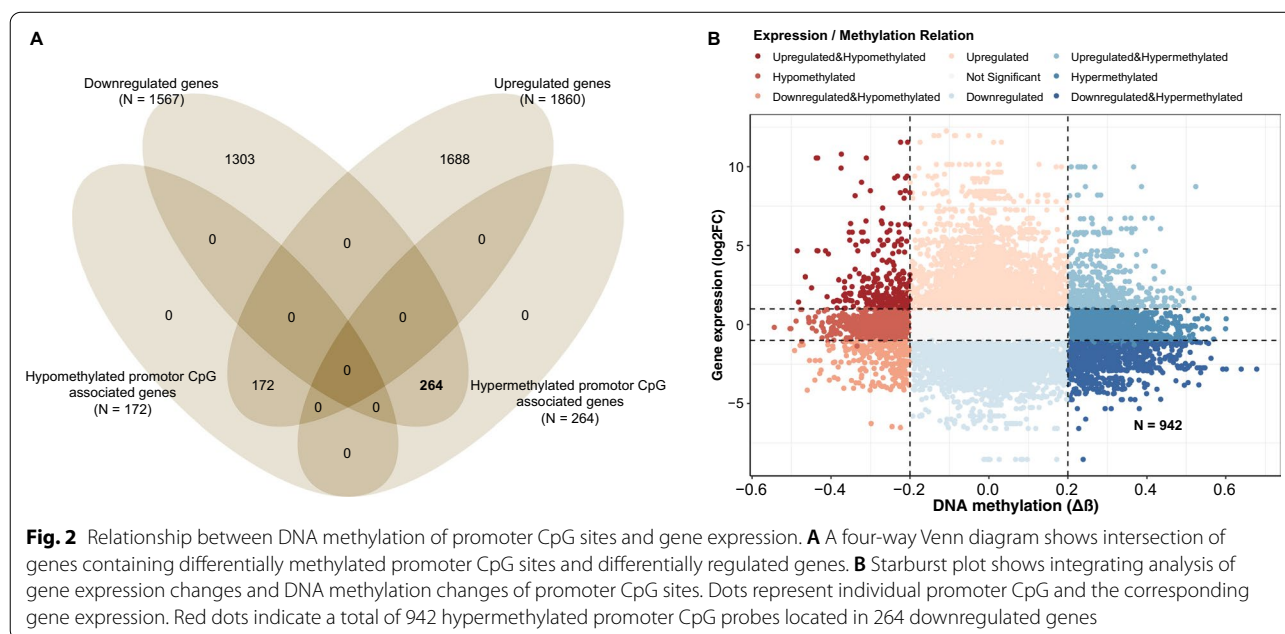 A
Downregulated genes
(N = 1567)
Upregulated genes
(N = 1860)
1303
1688
0
0
0
0
0
0
0
Hypomethylated promotor CpG
associated genes
(N = 172)
172
0
264
Hypermethylated promotor CpG
associated genes
(N = 264)
0
0
0
B
Expression / Methylation Relation
Upregulated&Hypomethylated
Upregulated
Upregulated&Hypermethylated
Hypomethylated
Not Significant
Hypermethylated
Downregulated&Hypomethylated
Downregulated
Downregulated&Hypermethylated
Gene expression (log2FC)
10
5
0
−5
N = 942
−0.6
−0.4
−0.2
0.0
0.2
0.4
0.6
DNA methylation (Δß)
Fig. 2 Relationship between DNA methylation of promoter CpG sites and gene expression. A A four-way Venn diagram shows intersection of
genes containing differentially methylated promoter CpG sites and differentially regulated genes. B Starburst plot shows integrating analysis of
gene expression changes and DNA methylation changes of promoter CpG sites. Dots represent individual promoter CpG and the corresponding
gene expression. Red dots indicate a total of 942 hypermethylated promoter CpG probes located in 264 downregulated genes